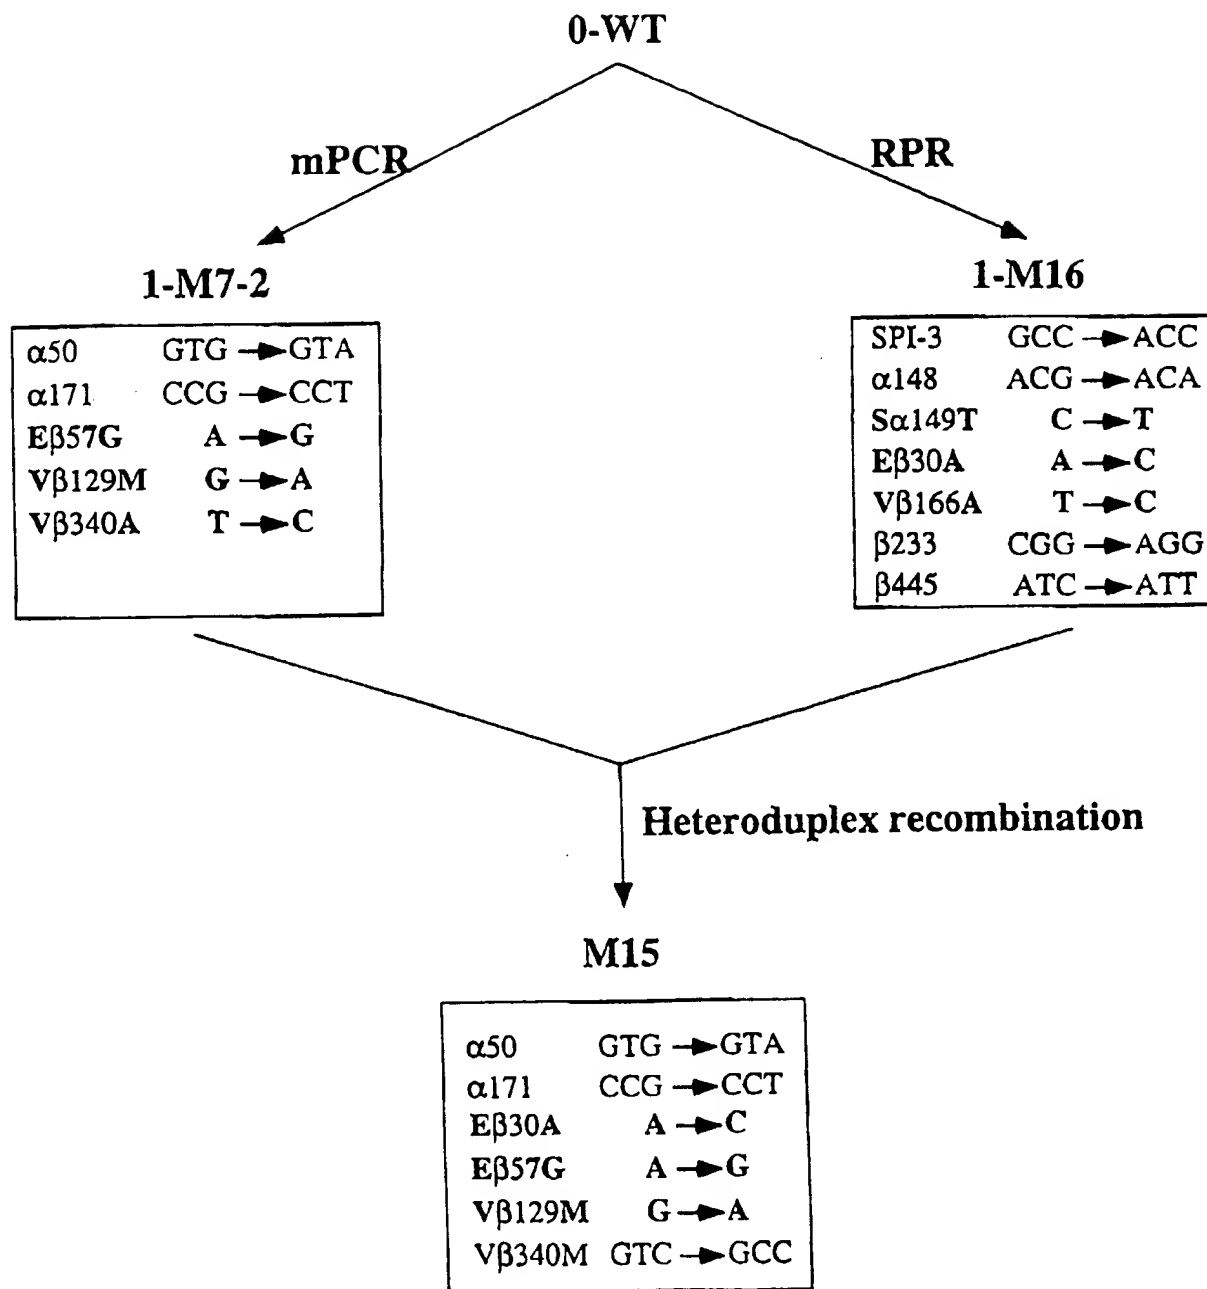 0-WT
mPCR
RPR
1-M7-2
α50 GTG → GTA
α171 CCG → CCT
Eβ57G A → G
Vβ129M G → A
Vβ340A T → C
1-M16
SPI-3 GCC → ACC
α148 ACG → ACA
Sα149T C → T
Eβ30A A → C
Vβ166A T → C
β233 CGG → AGG
β445 ATC → ATT
Heteroduplex recombination
M15
α50 GTG → GTA
α171 CCG → CCT
Eβ30A A → C
Eβ57G A → G
Vβ129M G → A
Vβ340M GTC → GCC